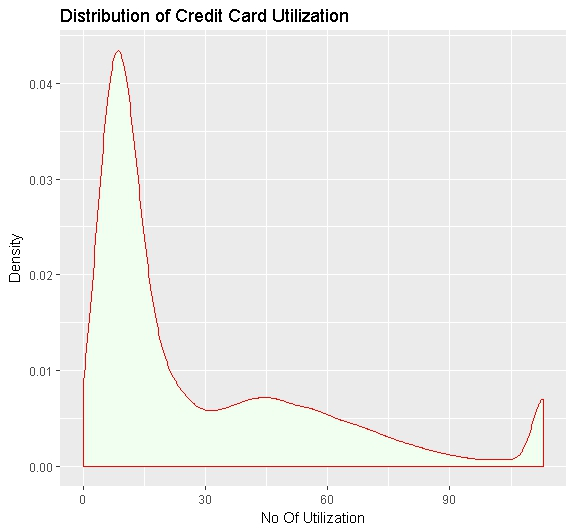 Distribution of Credit Card Utilization
0.04
0.03
0.02
0.01
0.00
Density
0 30 60 90
No Of Utilization